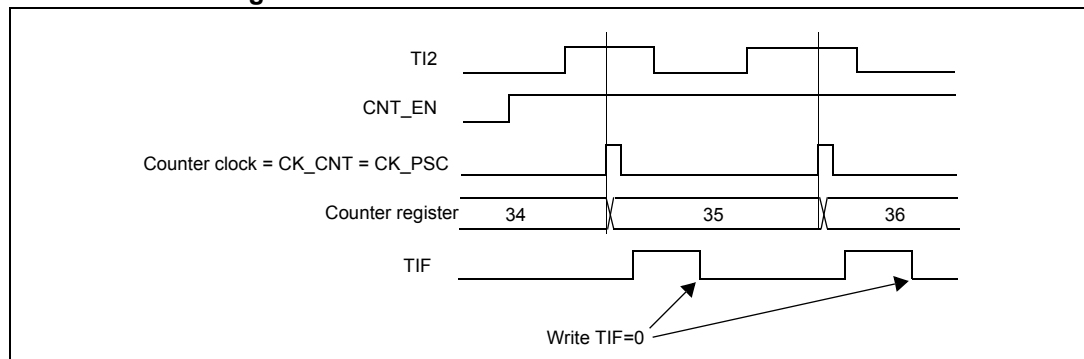 TI2
CNT_EN
Counter clock = CK_CNT = CK_PSC
Counter register 34 35 36
TIF
Write TIF=0